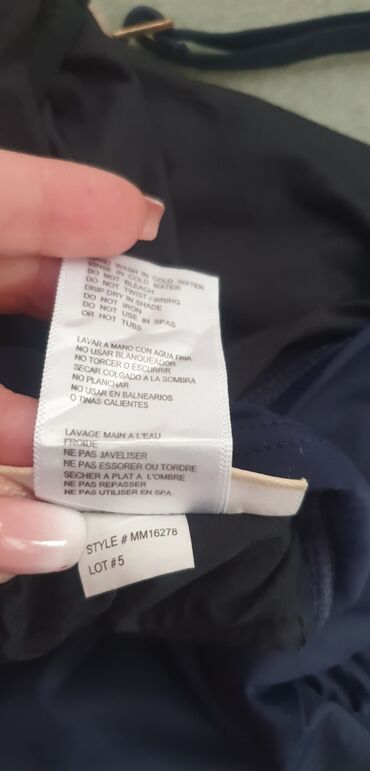 HAND WASH IN COLD WATER
RINSE IN COLD WATER
DO NOT BLEACH
DO NOT TWIST / WRING
DRIP DRY IN SHADE
DO NOT IRON
DO NOT USE IN SPAS
OR HOT TUBS
LAVAR A MANO CON AGUA FRIA
NO USAR BLANQUEADOR
NO TORCER O ESCURRIR
SECAR COLGADO A LA SOMBRA
NO PLANCHAR
NO USAR EN BALNEARIOS
O TINAS CALIENTES
LAVAGE MAIN A L'EAU
FROIDE
NE PAS JAVELISER
NE PAS ESSORER OU TORDRE
SECHER A PLAT A L'OMBRE
NE PAS REPASSER
NE PAS UTILISER EN SPA
STYLE # MM16278
LOT #5